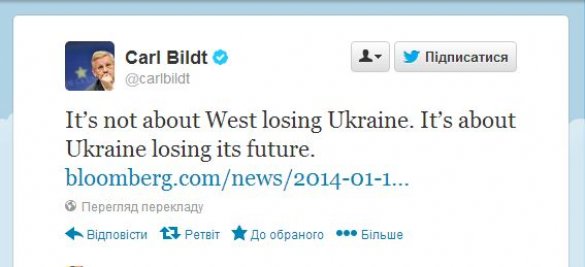 Carl Bildt
@carlbildt
Підписатися
It's not about West losing Ukraine. It's about
Ukraine losing its future.
bloomberg.com/news/2014-01-1...
Перегляд перекладу
Відповісти Ретвіт До обраного Більше